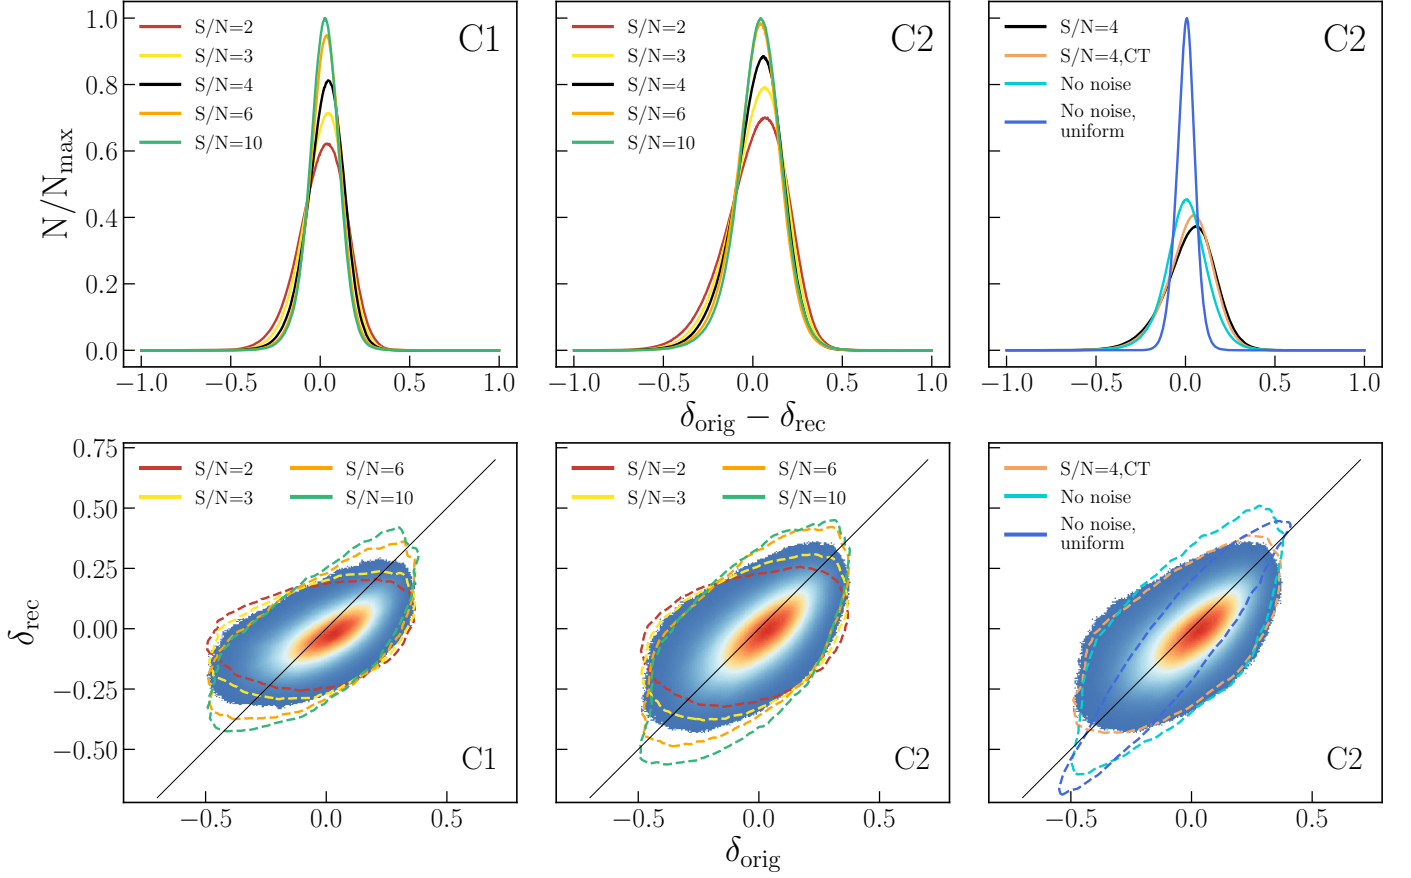 S/N=2
S/N=3
S/N=4
S/N=6
S/N=10
C1
1.0
0.8
0.6
0.4
0.2
0.0
N/N_max
−1.0 −0.5 0.0 0.5 1.0
S/N=2
S/N=3
S/N=4
S/N=6
S/N=10
C2
−1.0 −0.5 0.0 0.5 1.0
δ_orig − δ_rec
S/N=4
S/N=4,CT
No noise
No noise,
uniform
C2
−1.0 −0.5 0.0 0.5 1.0
0.75
0.50
0.25
0.00
−0.25
−0.50
δ_rec
S/N=2 S/N=6
S/N=3 S/N=10
C1
−0.5 0.0 0.5
S/N=2 S/N=6
S/N=3 S/N=10
C2
−0.5 0.0 0.5
δ_orig
S/N=4,CT
No noise
No noise,
uniform
C2
−0.5 0.0 0.5